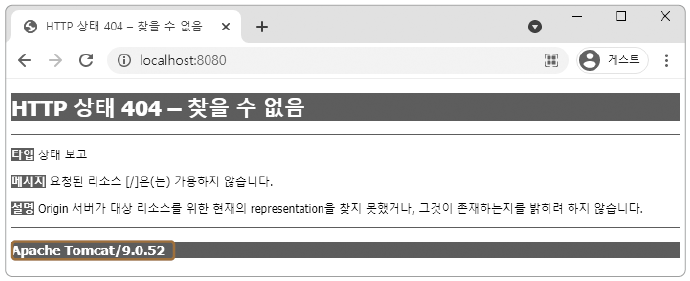 HTTP 상태 404 – 찾을 수 없음
localhost:8080
게스트
HTTP 상태 404 – 찾을 수 없음
타입 상태 보고
메시지 요청된 리소스 [/]은(는) 가용하지 않습니다.
설명 Origin 서버가 대상 리소스를 위한 현재의 representation을 찾지 못했거나, 그것이 존재하는지를 밝히려 하지 않습니다.
Apache Tomcat/9.0.52